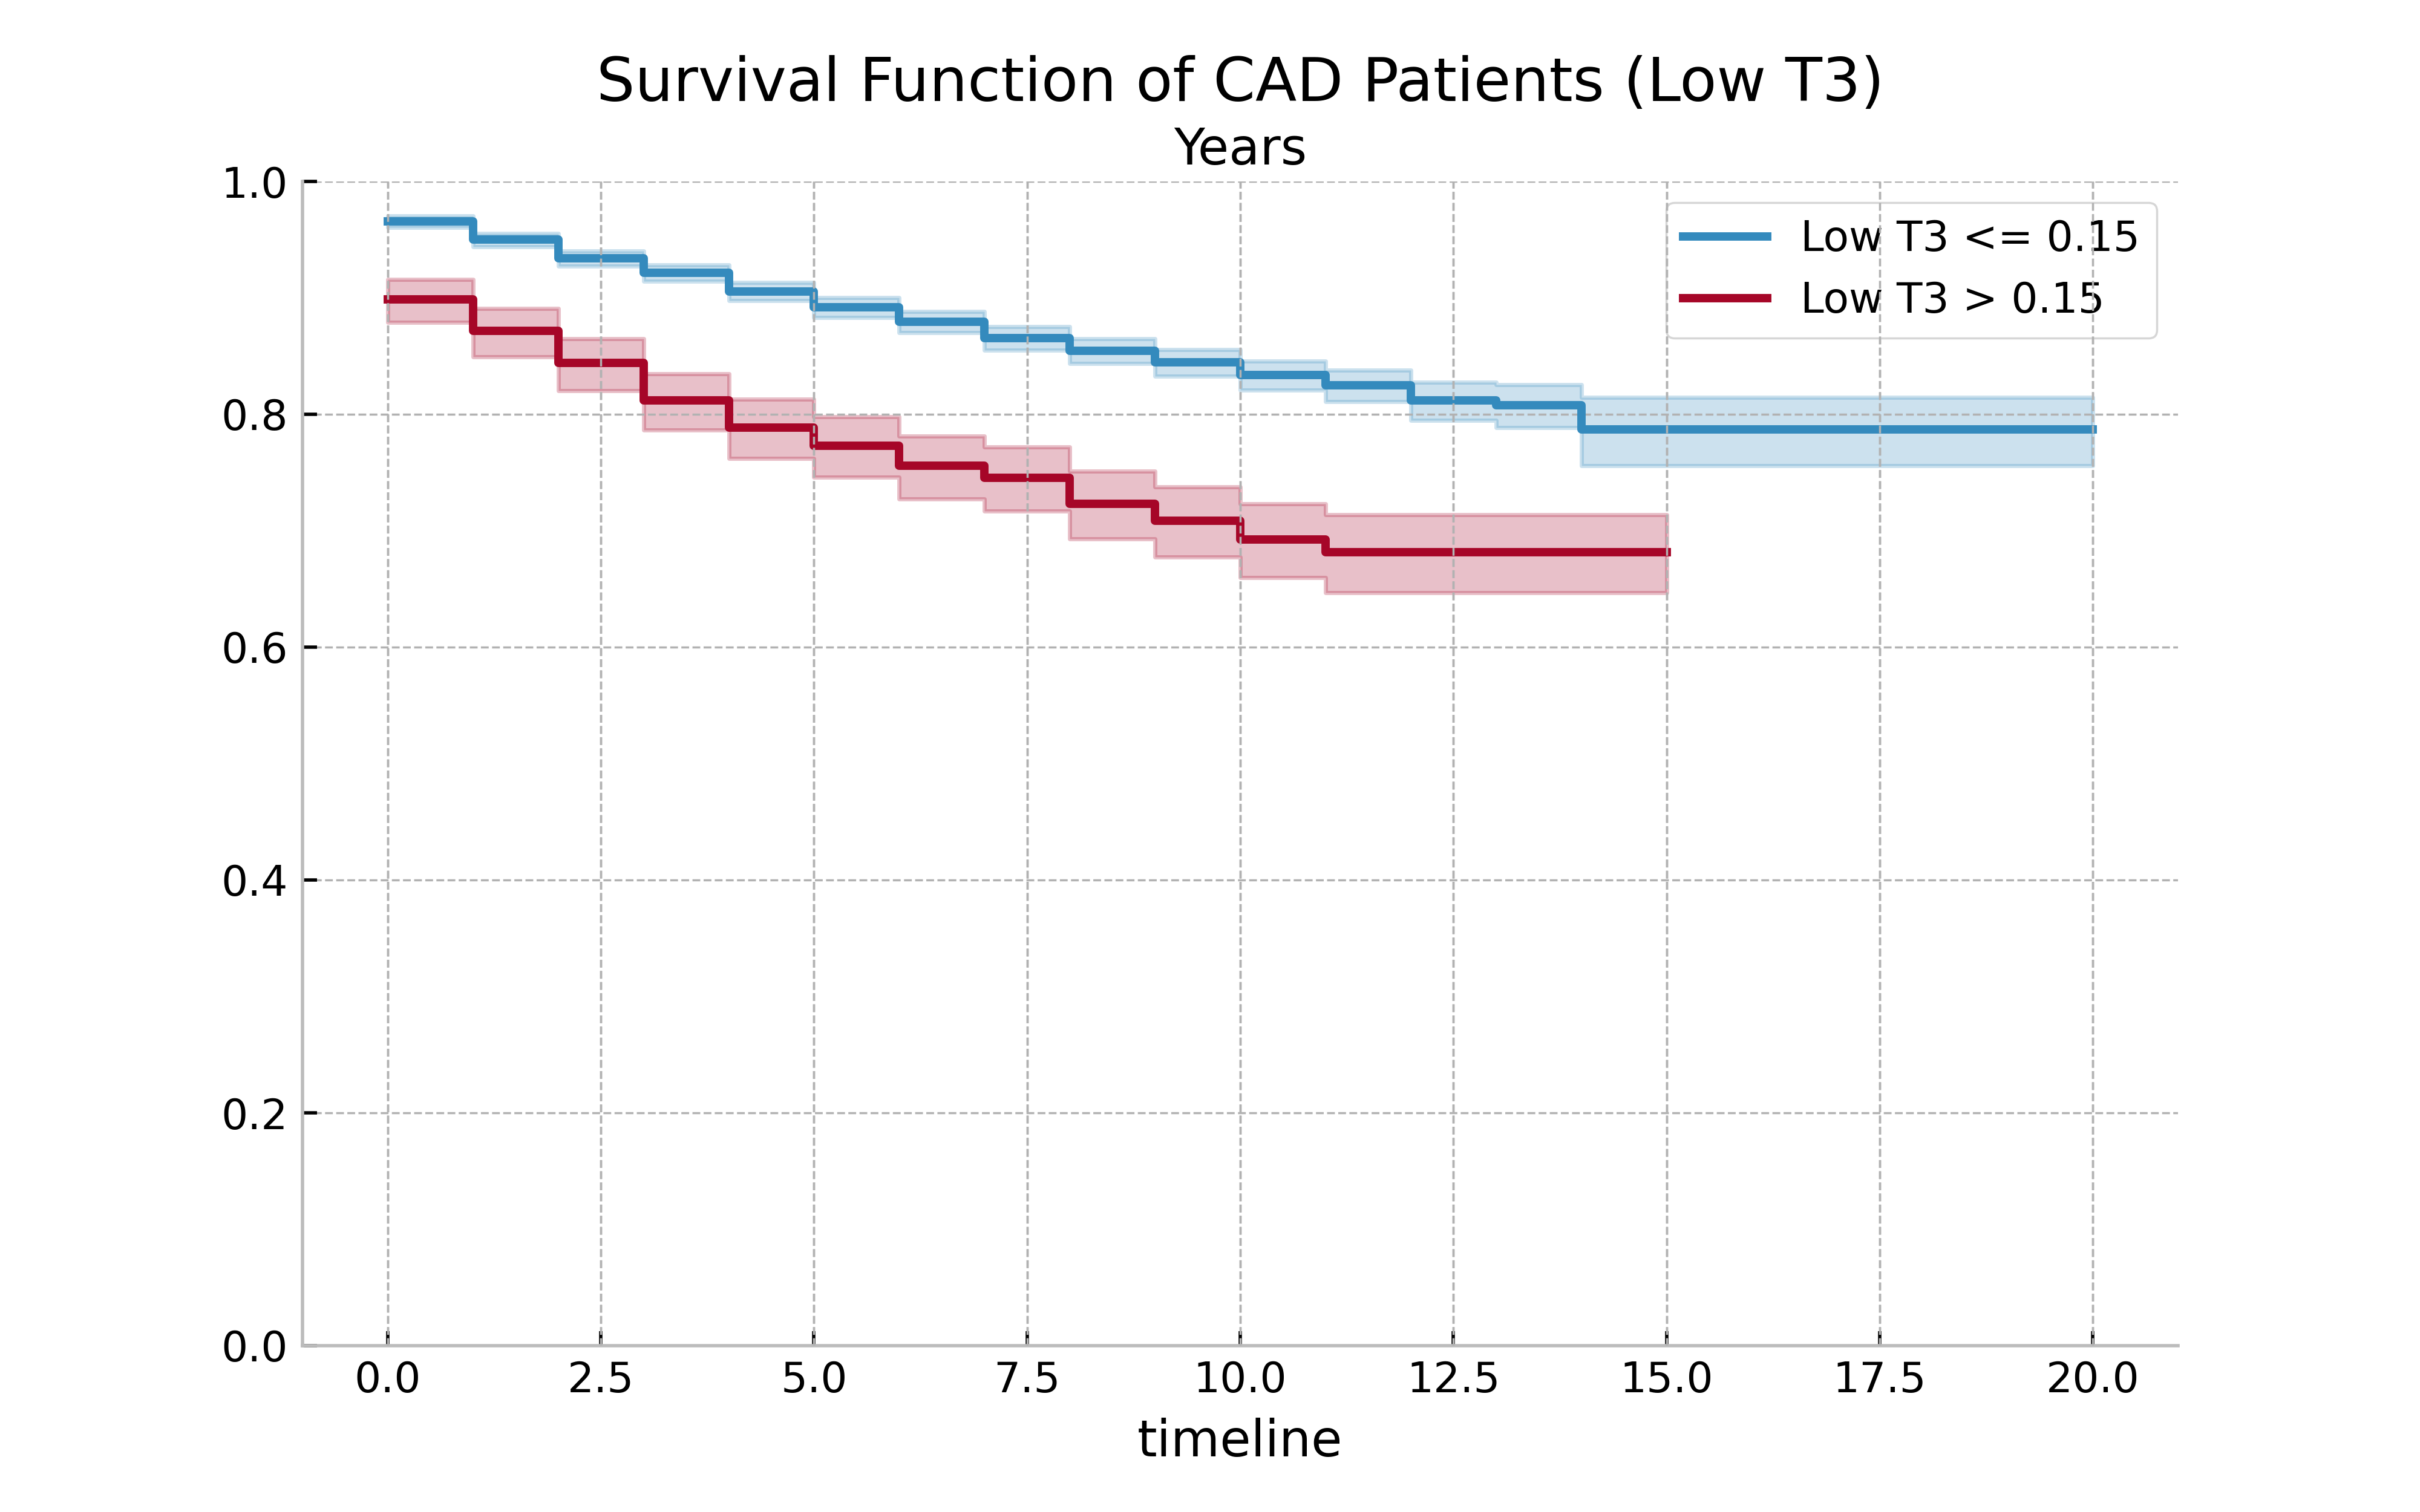 Survival Function of CAD Patients (Low T3)
Years
1.0
0.8
0.6
0.4
0.2
0.0
Low T3 <= 0.15
Low T3 > 0.15
0.0 2.5 5.0 7.5 10.0 12.5 15.0 17.5 20.0
timeline